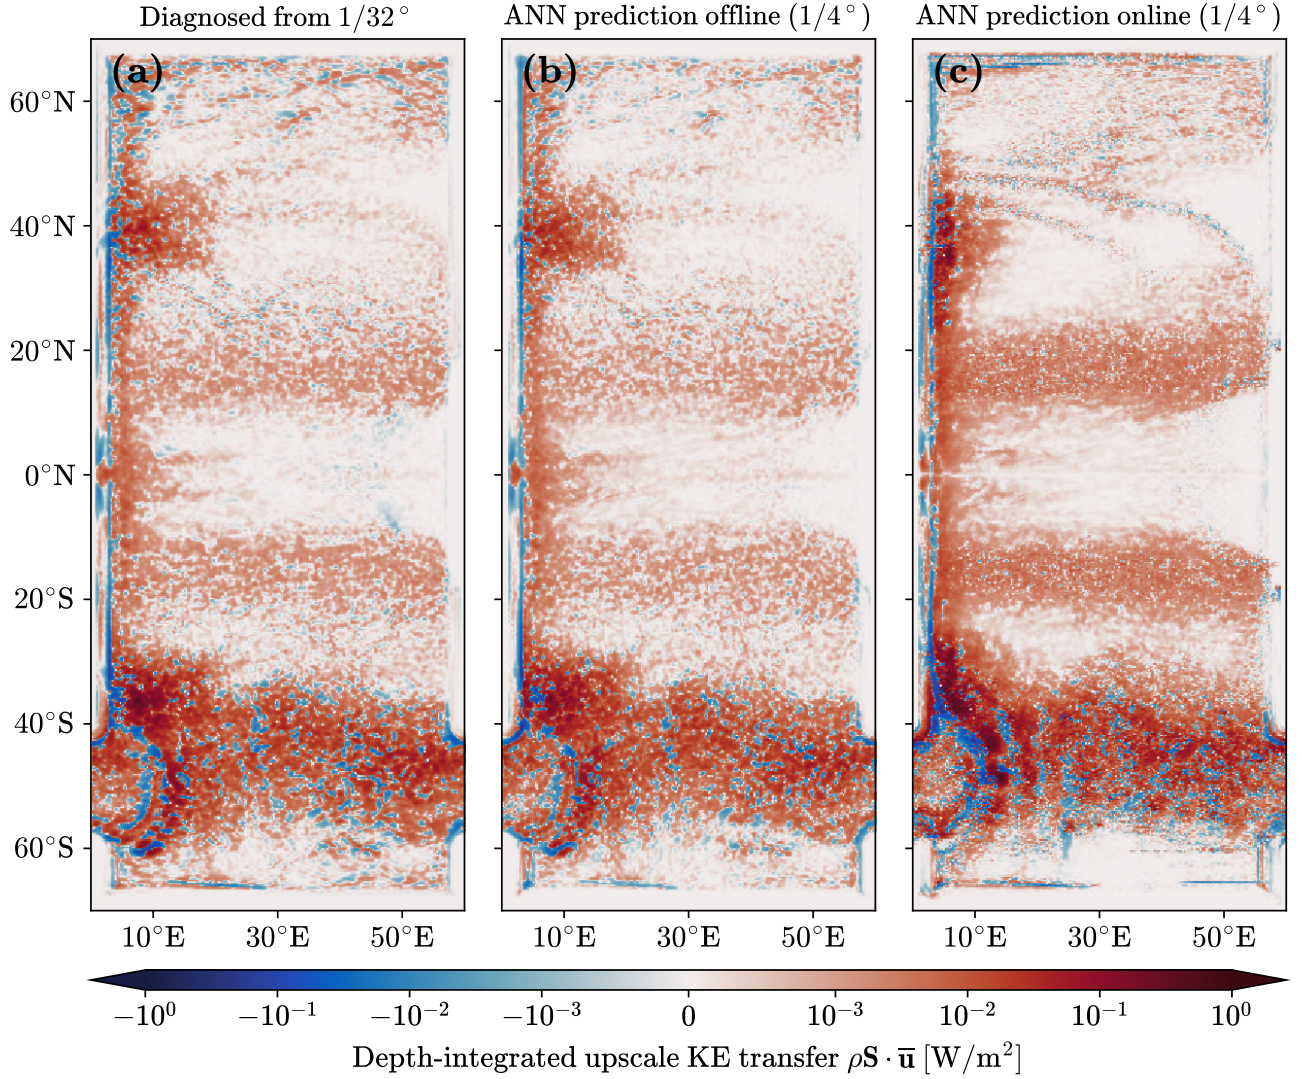 Diagnosed from 1/32°
ANN prediction offline (1/4°)
ANN prediction online (1/4°)
(a)
(b)
(c)
60°N
40°N
20°N
0°N
20°S
40°S
60°S
10°E 30°E 50°E
10°E 30°E 50°E
10°E 30°E 50°E
−10⁰ −10⁻¹ −10⁻² −10⁻³ 0 10⁻³ 10⁻² 10⁻¹ 10⁰
Depth-integrated upscale KE transfer ρS · u̅ [W/m²]